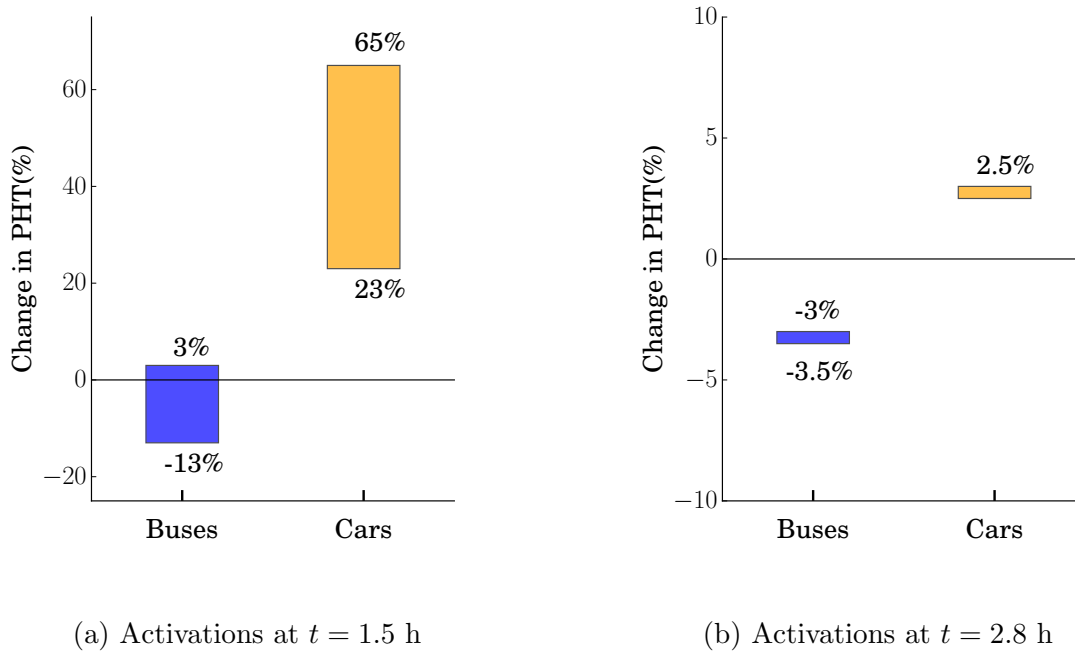 65%
60
40
20
0
−20
23%
3%
-13%
Change in PHT(%)
Buses
Cars
(a) Activations at t = 1.5 h
10
5
0
−5
−10
2.5%
-3%
-3.5%
Change in PHT(%)
Buses
Cars
(b) Activations at t = 2.8 h